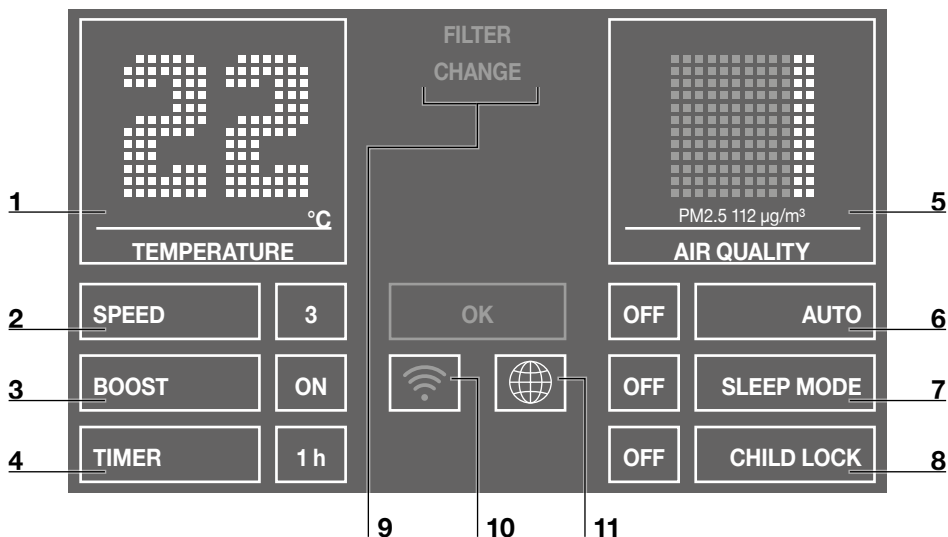 22
°C
TEMPERATURE
FILTER
CHANGE
PM2.5 112 µg/m³
AIR QUALITY
1
5
SPEED 3 OK OFF AUTO
2
6
BOOST ON OFF SLEEP MODE
3
7
TIMER 1 h OFF CHILD LOCK
4
8
9 10 11